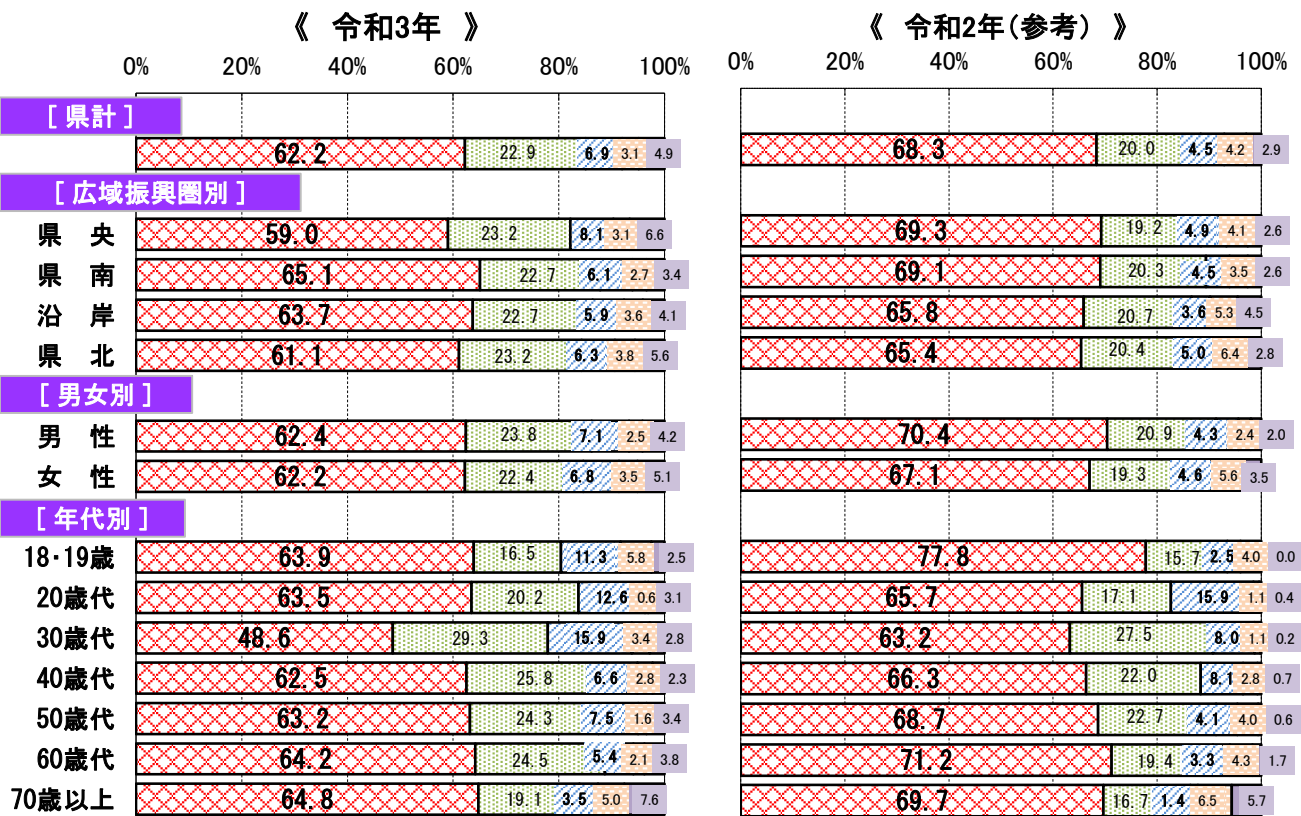 《 令和3年 》 《 令和2年(参考) 》
0% 20% 40% 60% 80% 100% 0% 20% 40% 60% 80% 100%
[ 県計 ]
62.2 22.9 6.9 3.1 4.9 68.3 20.0 4.5 4.2 2.9
[ 広域振興圏別 ]
県 央 59.0 23.2 8.1 3.1 6.6 69.3 19.2 4.9 4.1 2.6
県 南 65.1 22.7 6.1 2.7 3.4 69.1 20.3 4.5 3.5 2.6
沿 岸 63.7 22.7 5.9 3.6 4.1 65.8 20.7 3.6 5.3 4.5
県 北 61.1 23.2 6.3 3.8 5.6 65.4 20.4 5.0 6.4 2.8
[ 男女別 ]
男 性 62.4 23.8 7.1 2.5 4.2 70.4 20.9 4.3 2.4 2.0
女 性 62.2 22.4 6.8 3.5 5.1 67.1 19.3 4.6 5.6 3.5
[ 年代別 ]
18・19歳 63.9 16.5 11.3 5.8 2.5 77.8 15.7 2.5 4.0 0.0
20歳代 63.5 20.2 12.6 0.6 3.1 65.7 17.1 15.9 1.1 0.4
30歳代 48.6 29.3 15.9 3.4 2.8 63.2 27.5 8.0 1.1 0.2
40歳代 62.5 25.8 6.6 2.8 2.3 66.3 22.0 8.1 2.8 0.7
50歳代 63.2 24.3 7.5 1.6 3.4 68.7 22.7 4.1 4.0 0.6
60歳代 64.2 24.5 5.4 2.1 3.8 71.2 19.4 3.3 4.3 1.7
70歳以上 64.8 19.1 3.5 5.0 7.6 69.7 16.7 1.4 6.5 5.7